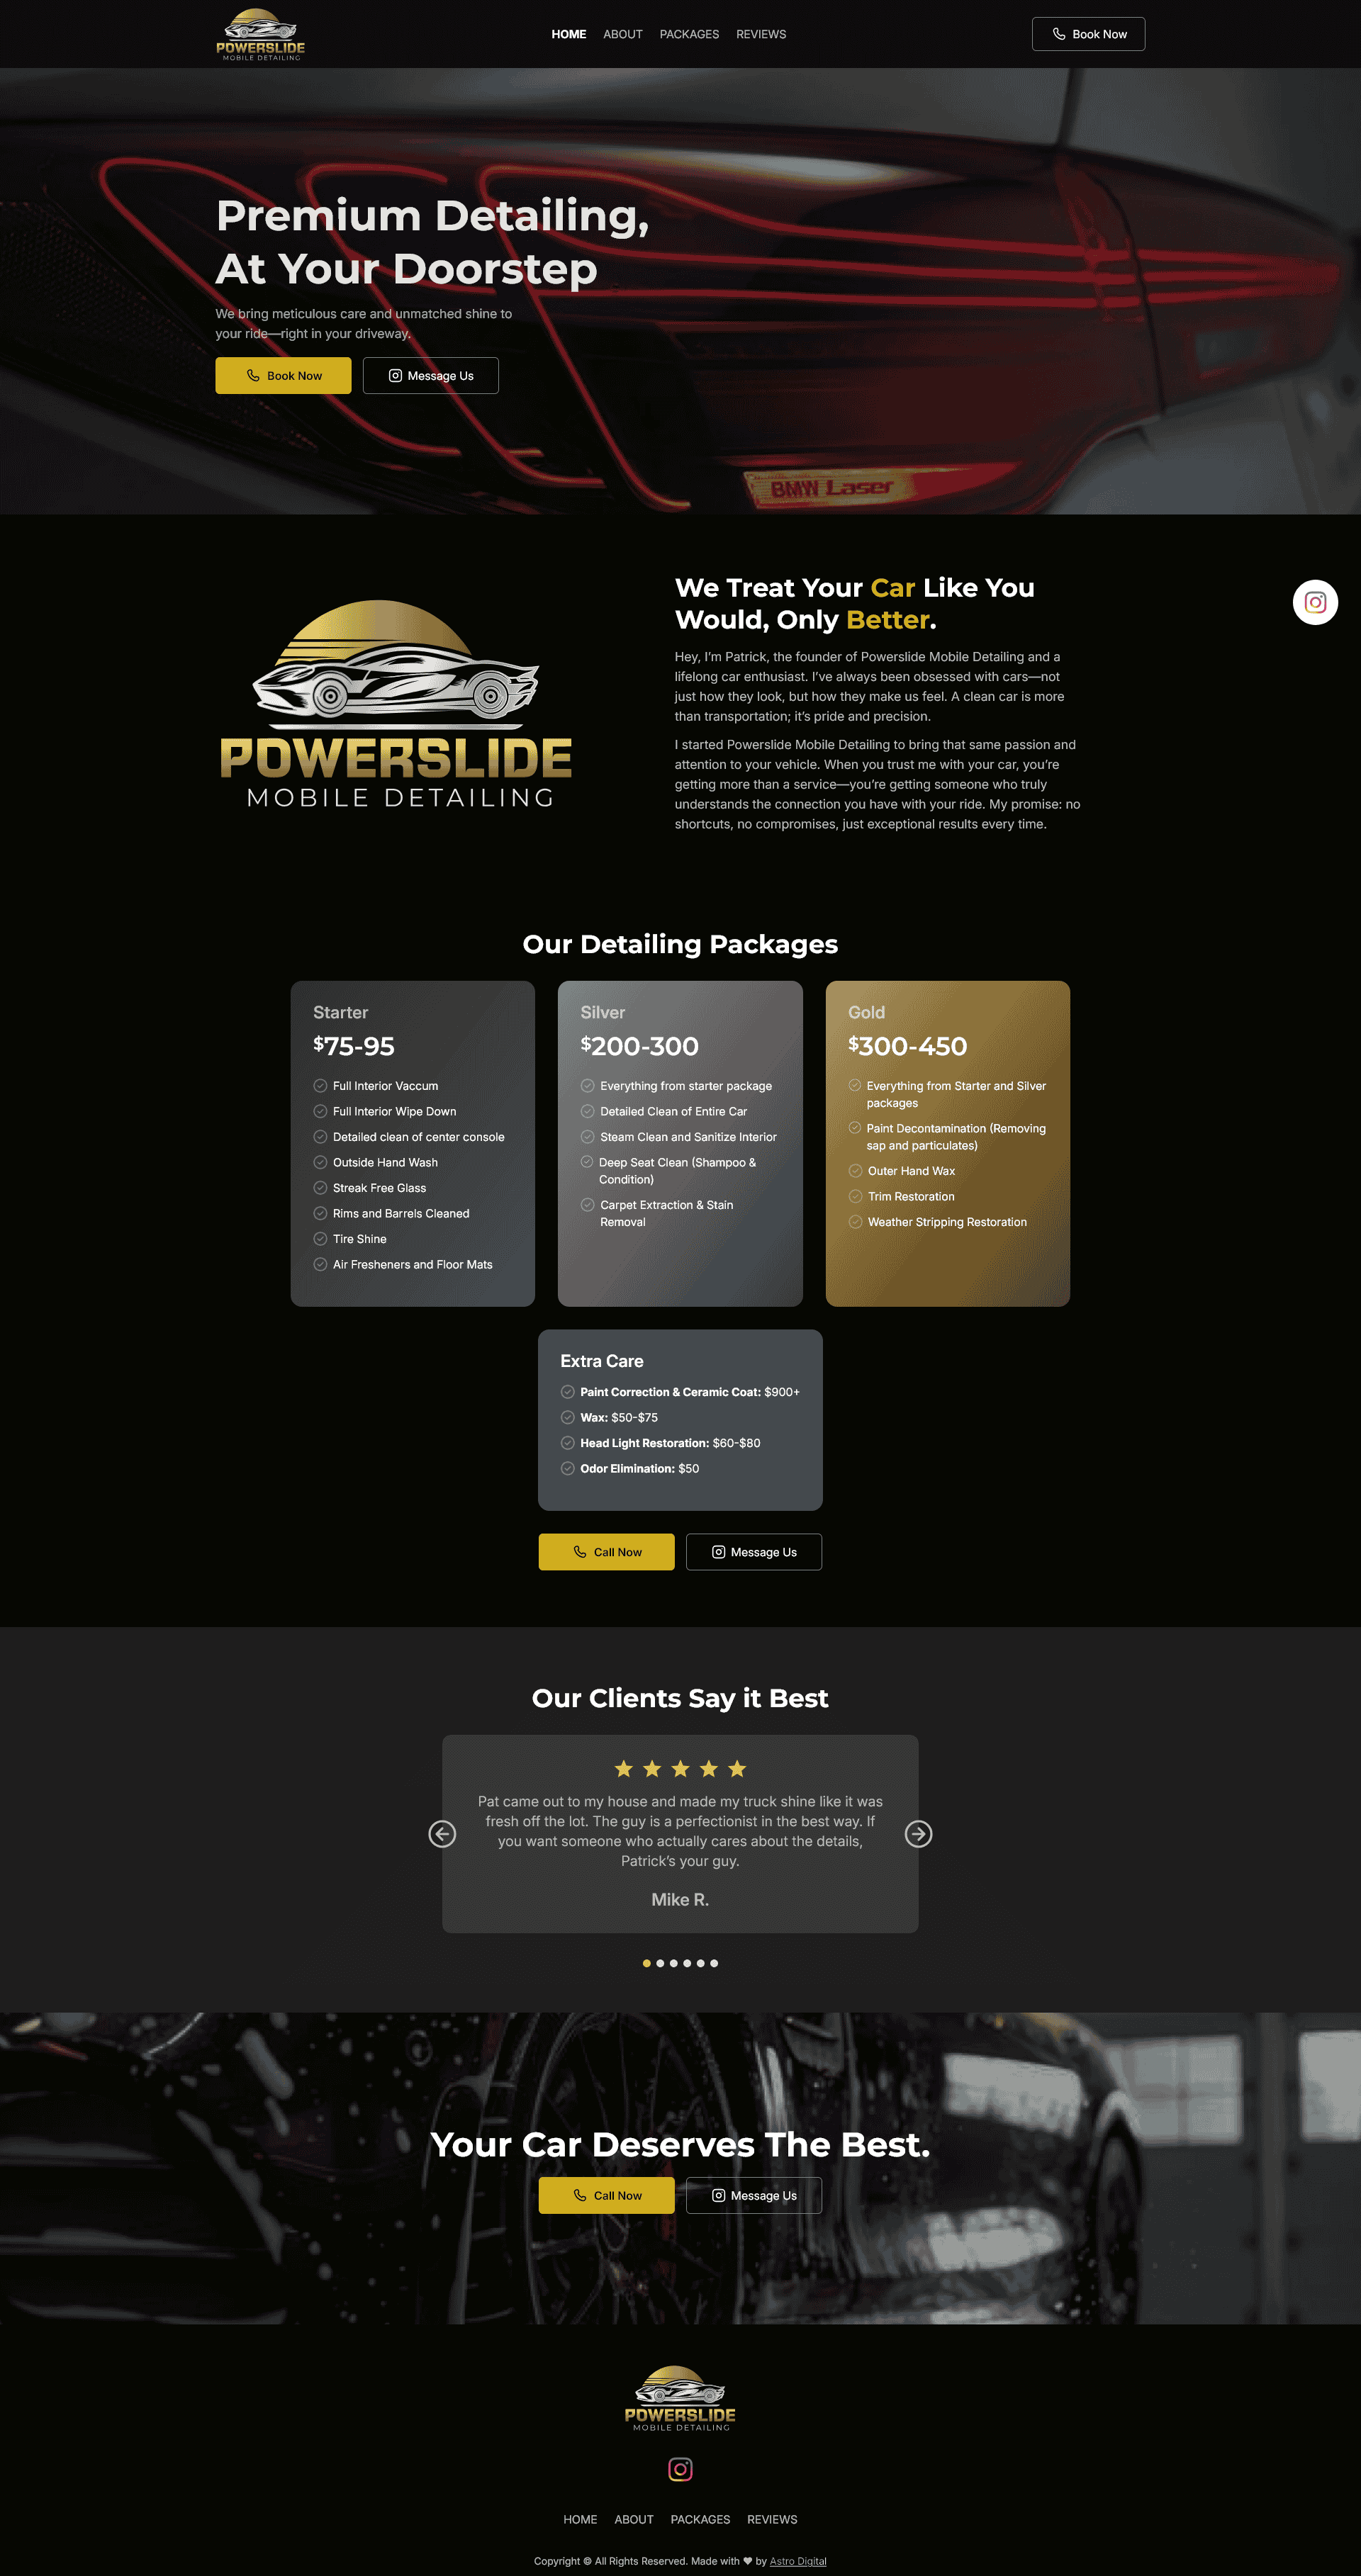 POWERSLIDE
MOBILE DETAILING
HOME ABOUT PACKAGES REVIEWS
Book Now
Premium Detailing,
At Your Doorstep
We bring meticulous care and unmatched shine to
your ride—right in your driveway.
Book Now
Message Us
BMW Laser
POWERSLIDE
MOBILE DETAILING
We Treat Your Car Like You
Would, Only Better.
Hey, I’m Patrick, the founder of Powerslide Mobile Detailing and a
lifelong car enthusiast. I’ve always been obsessed with cars—not
just how they look, but how they make us feel. A clean car is more
than transportation; it’s pride and precision.
I started Powerslide Mobile Detailing to bring that same passion and
attention to your vehicle. When you trust me with your car, you’re
getting more than a service—you’re getting someone who truly
understands the connection you have with your ride. My promise: no
shortcuts, no compromises, just exceptional results every time.
Our Detailing Packages
Starter
$75-95
Full Interior Vaccum
Full Interior Wipe Down
Detailed clean of center console
Outside Hand Wash
Streak Free Glass
Rims and Barrels Cleaned
Tire Shine
Air Fresheners and Floor Mats
Silver
$200-300
Everything from starter package
Detailed Clean of Entire Car
Steam Clean and Sanitize Interior
Deep Seat Clean (Shampoo &
Condition)
Carpet Extraction & Stain
Removal
Gold
$300-450
Everything from Starter and Silver
packages
Paint Decontamination (Removing
sap and particulates)
Outer Hand Wax
Trim Restoration
Weather Stripping Restoration
Extra Care
Paint Correction & Ceramic Coat: $900+
Wax: $50-$75
Head Light Restoration: $60-$80
Odor Elimination: $50
Call Now
Message Us
Our Clients Say it Best
Pat came out to my house and made my truck shine like it was
fresh off the lot. The guy is a perfectionist in the best way. If
you want someone who actually cares about the details,
Patrick’s your guy.
Mike R.
Your Car Deserves The Best.
Call Now
Message Us
POWERSLIDE
MOBILE DETAILING
HOME ABOUT PACKAGES REVIEWS
Copyright © All Rights Reserved. Made with ♥ by Astro Digital